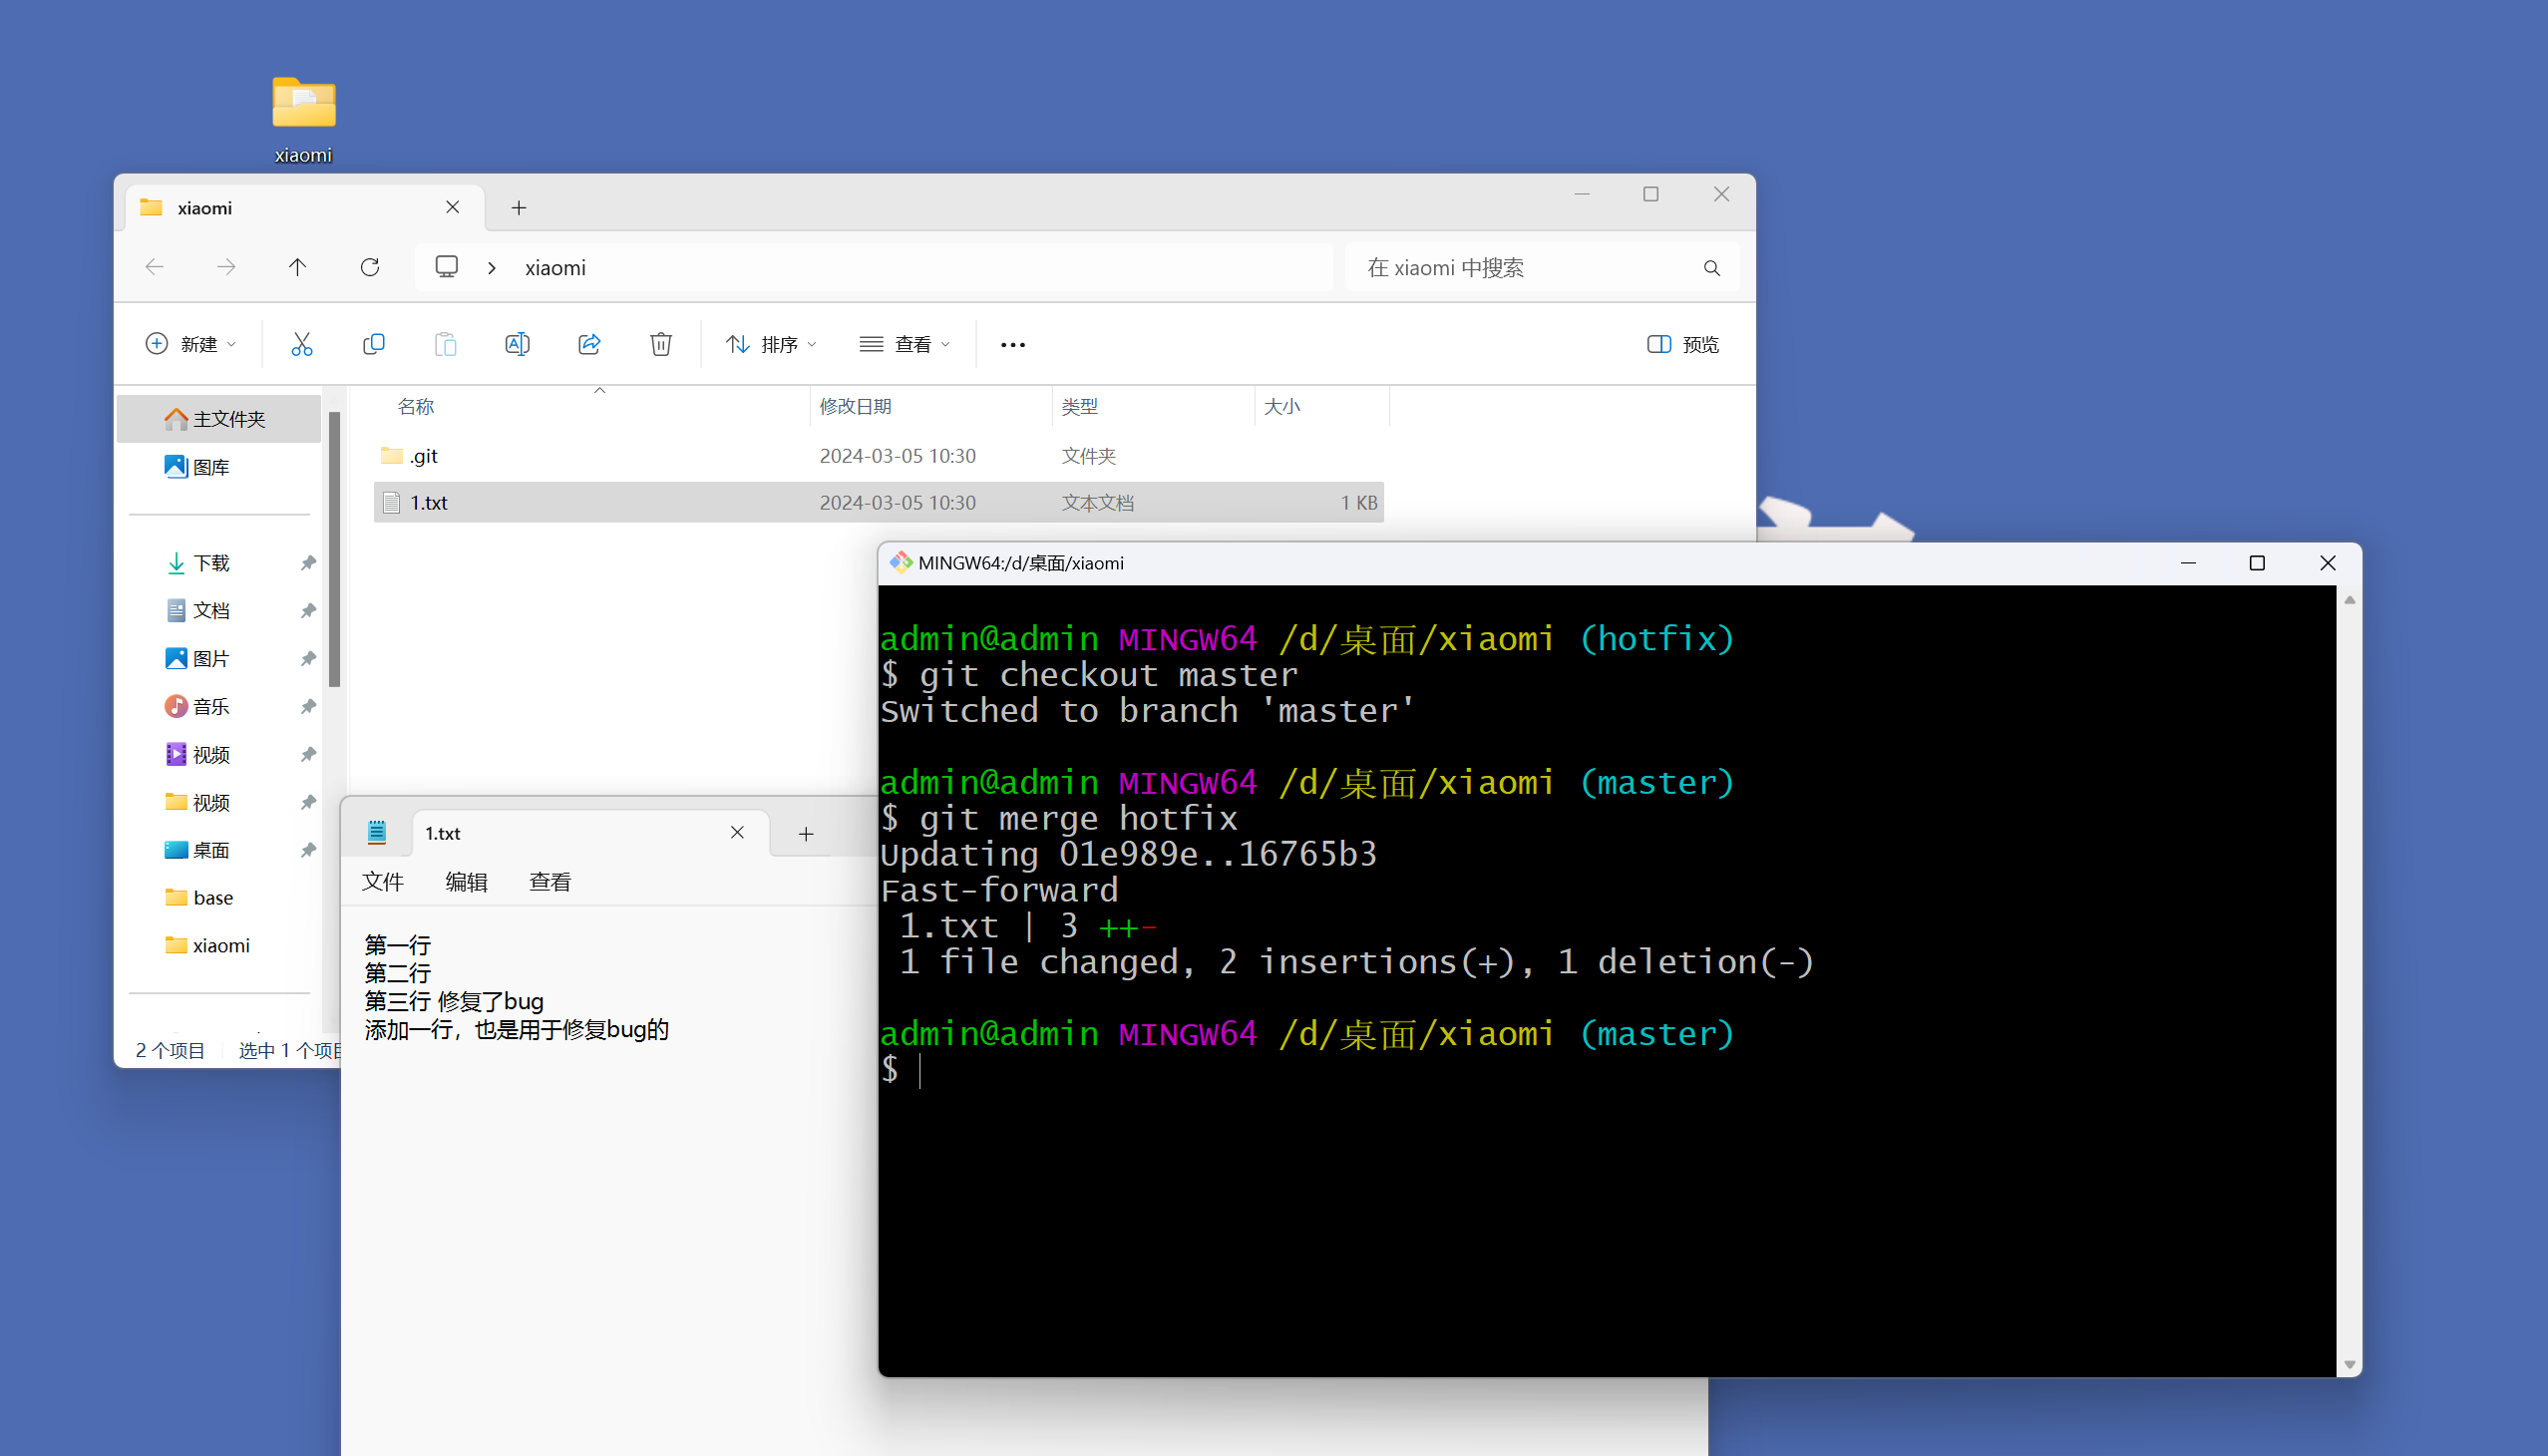 xiaomi
xiaomi
xiaomi
在 xiaomi 中搜索
新建
排序
查看
预览
主文件夹
图库
下载
文档
图片
音乐
视频
视频
桌面
base
xiaomi
名称 修改日期 类型 大小
.git 2024-03-05 10:30 文件夹
1.txt 2024-03-05 10:30 文本文档 1 KB
2 个项目 选中 1 个项目
1.txt
文件 编辑 查看
第一行
第二行
第三行 修复了bug
添加一行，也是用于修复bug的
MINGW64:/d/桌面/xiaomi
admin@admin MINGW64 /d/桌面/xiaomi (hotfix)
$ git checkout master
Switched to branch 'master'
admin@admin MINGW64 /d/桌面/xiaomi (master)
$ git merge hotfix
Updating 01e989e..16765b3
Fast-forward
1.txt | 3 ++-
1 file changed, 2 insertions(+), 1 deletion(-)
admin@admin MINGW64 /d/桌面/xiaomi (master)
$